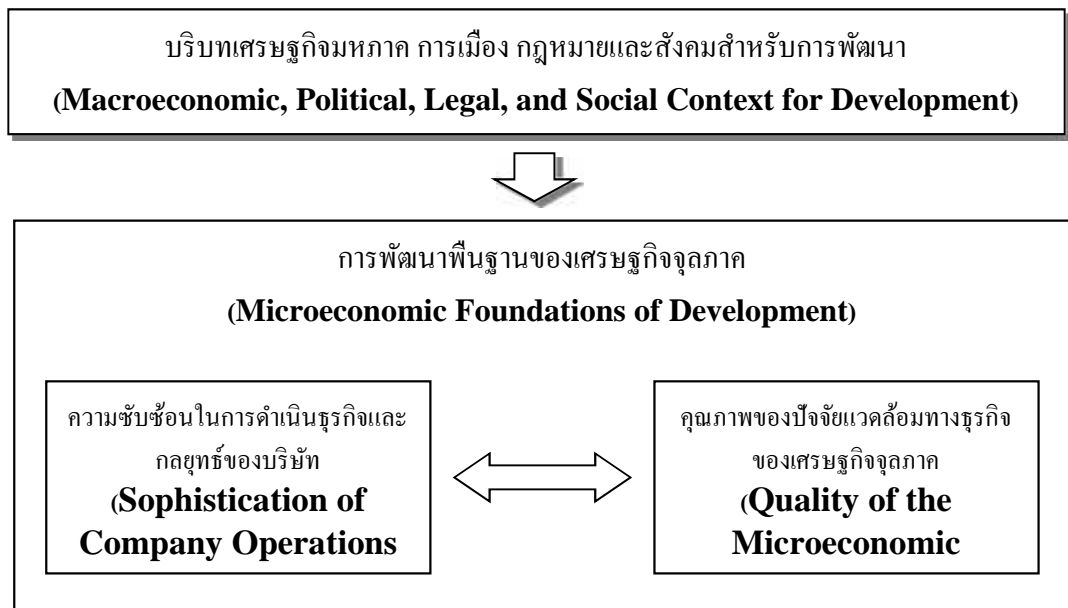 บริบทเศรษฐกิจมหภาค การเมือง กฎหมายและสังคมสำหรับการพัฒนา
(Macroeconomic, Political, Legal, and Social Context for Development)
การพัฒนาพื้นฐานของเศรษฐกิจจุลภาค
(Microeconomic Foundations of Development)
ความซับซ้อนในการดำเนินธุรกิจและ
กลยุทธ์ของบริษัท
(Sophistication of
Company Operations
คุณภาพของปัจจัยแวดล้อมทางธุรกิจ
ของเศรษฐกิจจุลภาค
(Quality of the
Microeconomic